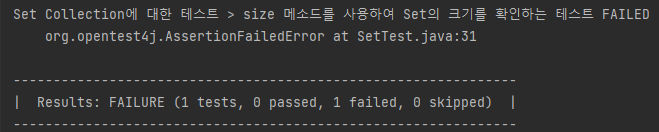 Set Collection에 대한 테스트 > size 메소드를 사용하여 Set의 크기를 확인하는 테스트 FAILED
    org.opentest4j.AssertionFailedError at SetTest.java:31
----------------------------------------------------------------
|  Results: FAILURE (1 tests, 0 passed, 1 failed, 0 skipped)  |
----------------------------------------------------------------